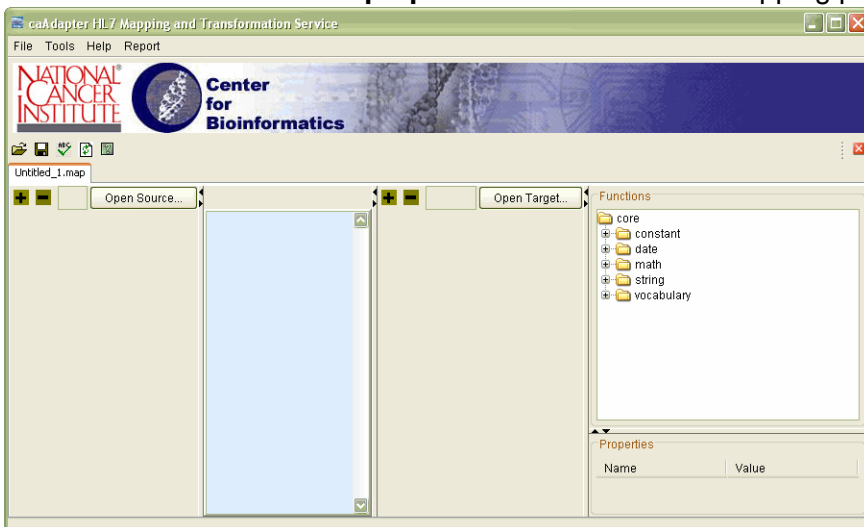 caAdapter HL7 Mapping and Transformation Service
File Tools Help Report
NATIONAL®
CANCER
INSTITUTE
Center
for
Bioinformatics
Untitled_1.map
Open Source...
Open Target...
Functions
core
constant
date
math
string
vocabulary
Properties
Name Value